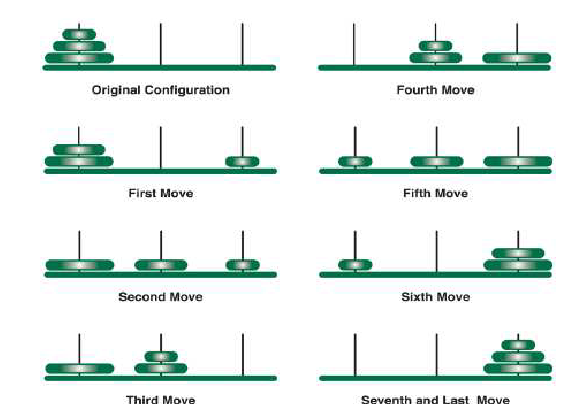 Original Configuration
Fourth Move
First Move
Fifth Move
Second Move
Sixth Move
Third Move
Seventh and Last Move